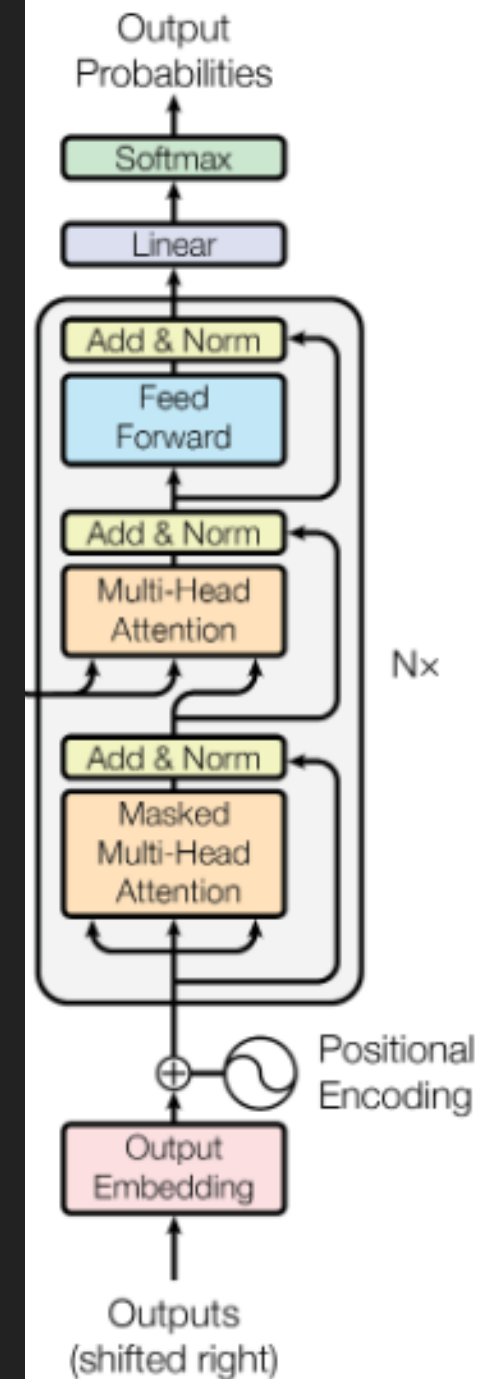 Output
Probabilities
Softmax
Linear
Add & Norm
Feed
Forward
Add & Norm
Multi-Head
Attention
N×
Add & Norm
Masked
Multi-Head
Attention
Positional
Encoding
Output
Embedding
Outputs
(shifted right)